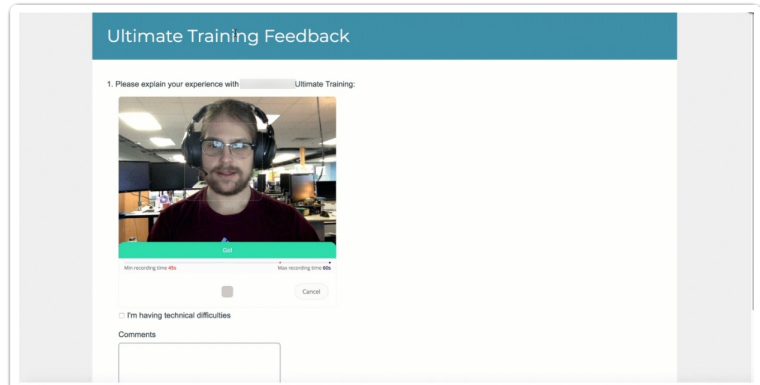 Ultimate Training Feedback
1. Please explain your experience with Ultimate Training:
Go!
Min recording time 45s Max recording time 60s
Cancel
I'm having technical difficulties
Comments